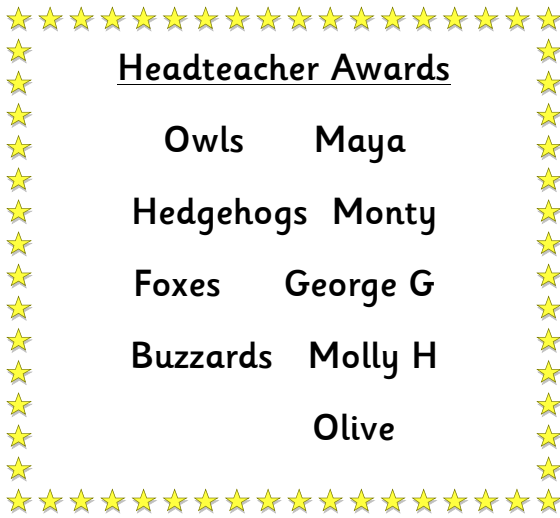 Headteacher Awards
Owls Maya
Hedgehogs Monty
Foxes George G
Buzzards Molly H
Olive